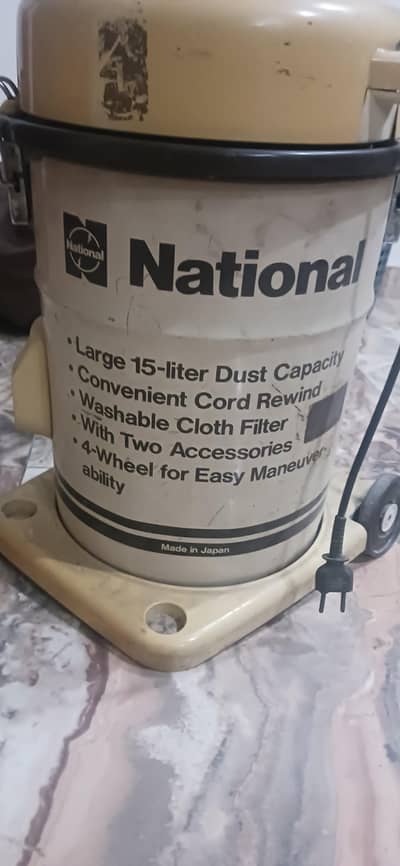 National
National
• Large 15-liter Dust Capacity
• Convenient Cord Rewind
• Washable Cloth Filter
• With Two Accessories
• 4-Wheel for Easy Maneuver-
ability
Made in Japan